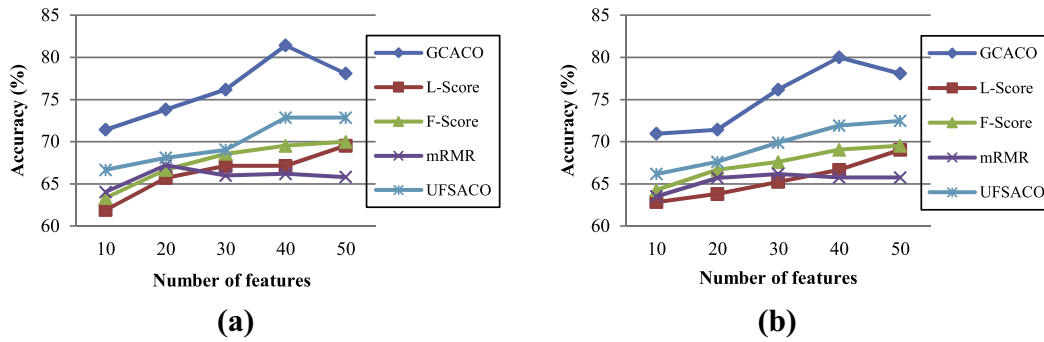 85
80
75
70
65
60
Accuracy (%)
10 20 30 40 50
Number of features
GCACO
L-Score
F-Score
mRMR
UFSACO
(a)
85
80
75
70
65
60
Accuracy (%)
10 20 30 40 50
Number of features
GCACO
L-Score
F-Score
mRMR
UFSACO
(b)